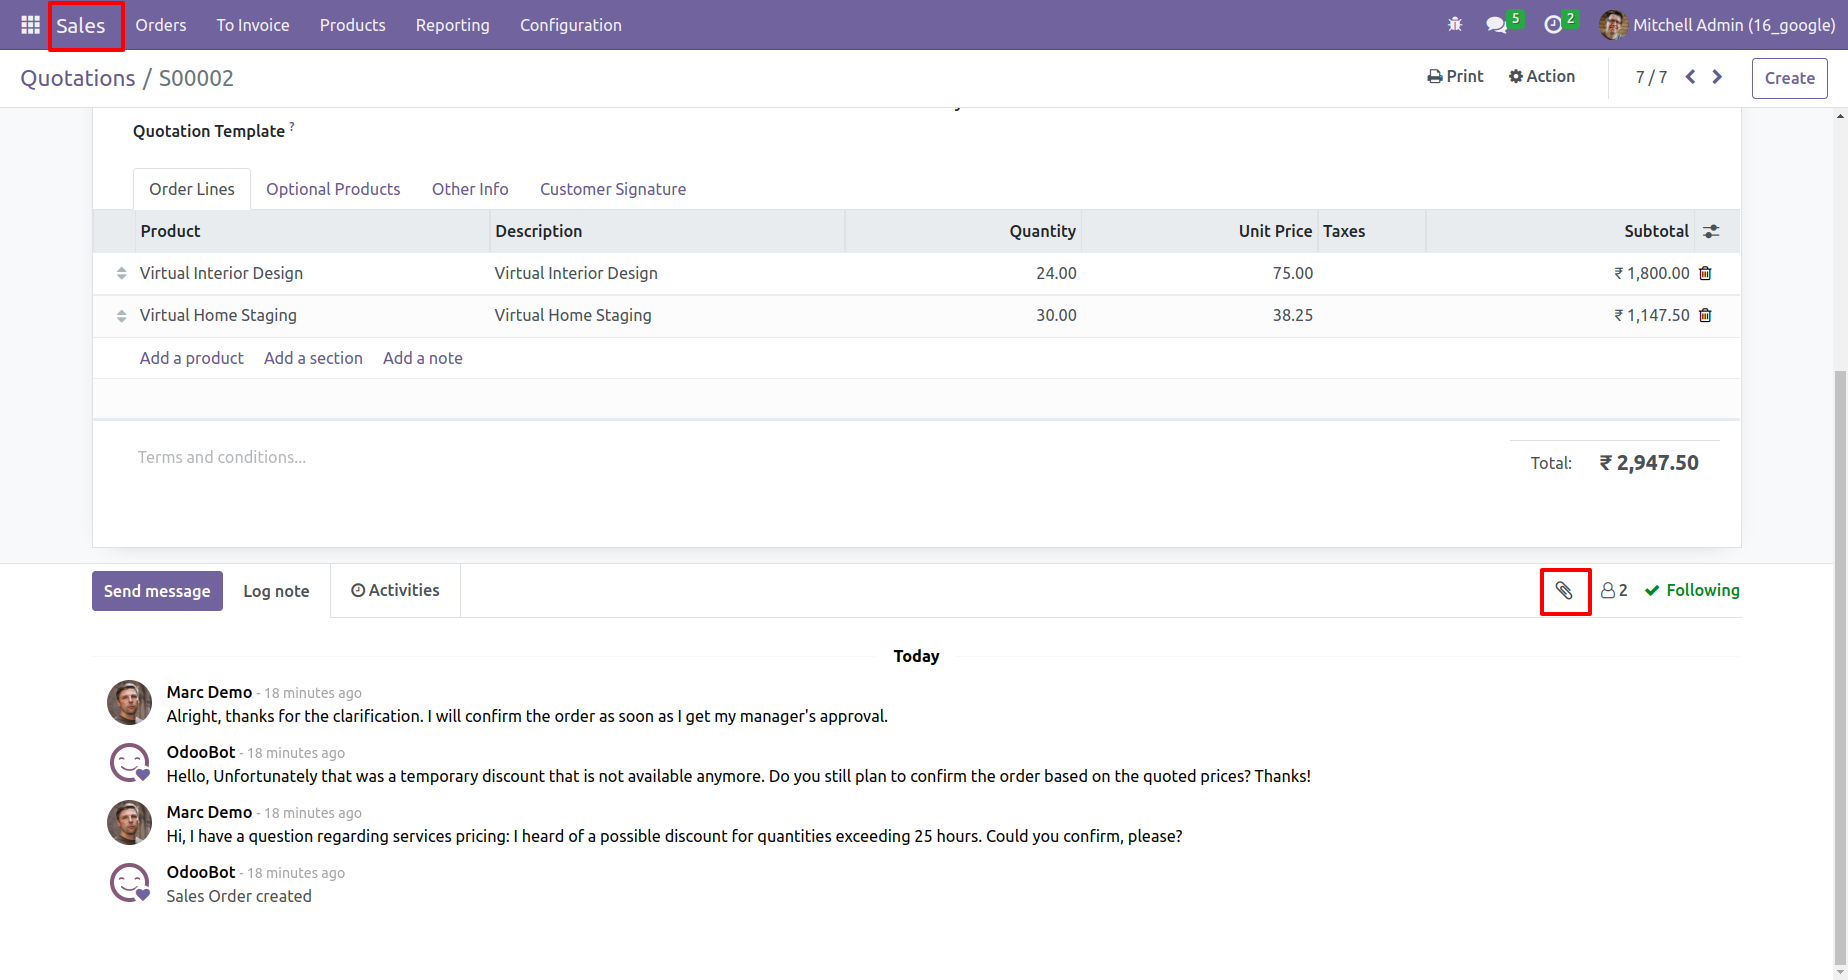 Sales Orders To Invoice Products Reporting Configuration 5 2 Mitchell Admin (16_google)
Quotations / S00002 Print Action 7 / 7 Create
Quotation Template ?
Order Lines Optional Products Other Info Customer Signature
Product Description Quantity Unit Price Taxes Subtotal
Virtual Interior Design Virtual Interior Design 24.00 75.00 ₹ 1,800.00
Virtual Home Staging Virtual Home Staging 30.00 38.25 ₹ 1,147.50
Add a product Add a section Add a note
Terms and conditions...
Total: ₹ 2,947.50
Send message Log note Activities 2 Following
Today
Marc Demo - 18 minutes ago
Alright, thanks for the clarification. I will confirm the order as soon as I get my manager's approval.
OdooBot - 18 minutes ago
Hello, Unfortunately that was a temporary discount that is not available anymore. Do you still plan to confirm the order based on the quoted prices? Thanks!
Marc Demo - 18 minutes ago
Hi, I have a question regarding services pricing: I heard of a possible discount for quantities exceeding 25 hours. Could you confirm, please?
OdooBot - 18 minutes ago
Sales Order created